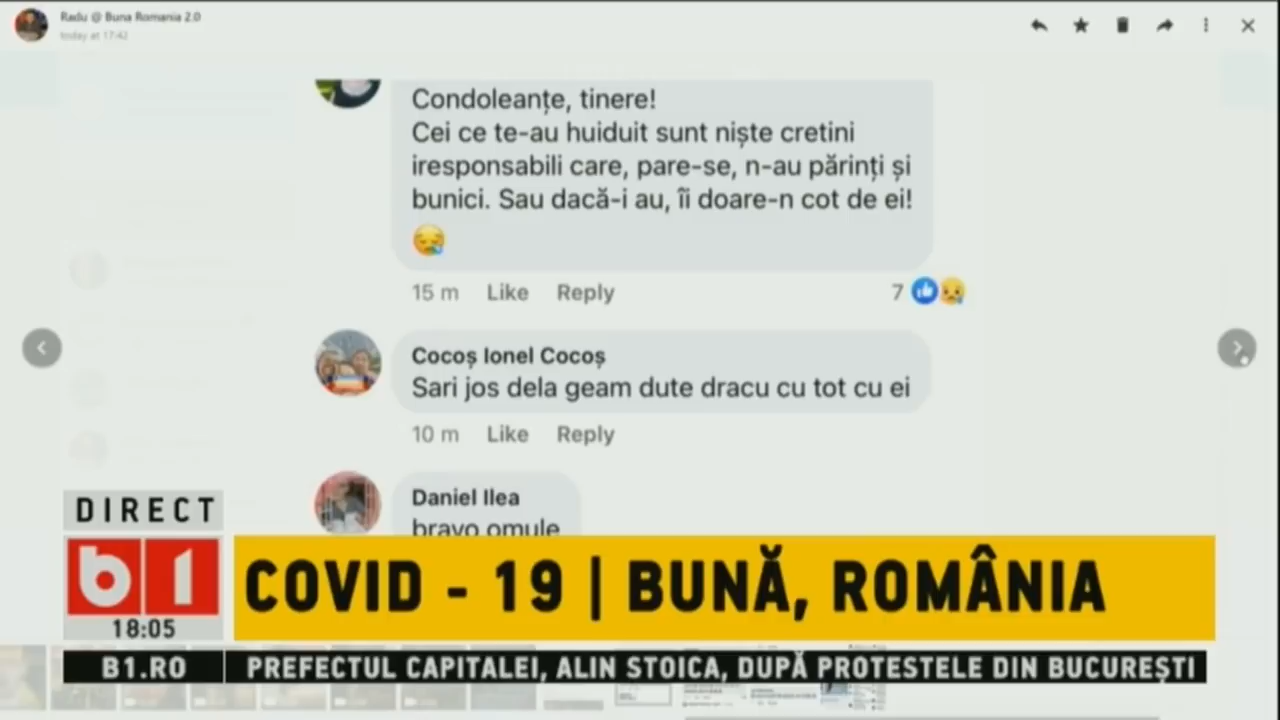 Radu @ Buna Romania 2.0
today at 17:42
Condoleanțe, tinere!
Cei ce te-au huiduit sunt niște cretini
iresponsabili care, pare-se, n-au părinți și
bunici. Sau dacă-i au, îi doare-n cot de ei!
15 m Like Reply 7
Cocoș Ionel Cocoș
Sari jos dela geam dute dracu cu tot cu ei
10 m Like Reply
Daniel Ilea
bravo omule
DIRECT
b1
COVID - 19 | BUNĂ, ROMÂNIA
18:05
B1.RO
PREFECTUL CAPITALEI, ALIN STOICA, DUPĂ PROTESTELE DIN BUCUREȘTI